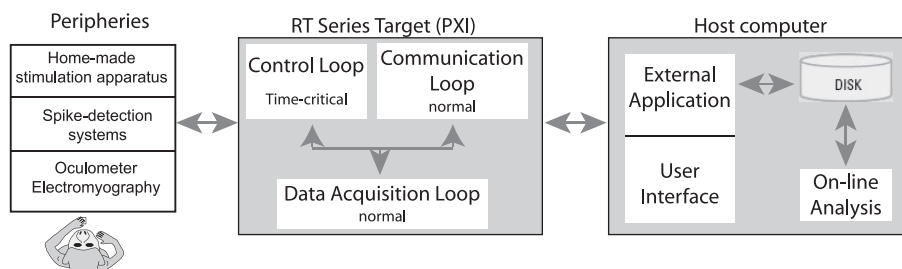 Peripheries
Home-made
stimulation apparatus
Spike-detection
systems
Oculometer
Electromyography
RT Series Target (PXI)
Control Loop
Time-critical
Communication
Loop
normal
Data Acquisition Loop
normal
Host computer
External
Application
User
Interface
DISK
On-line
Analysis